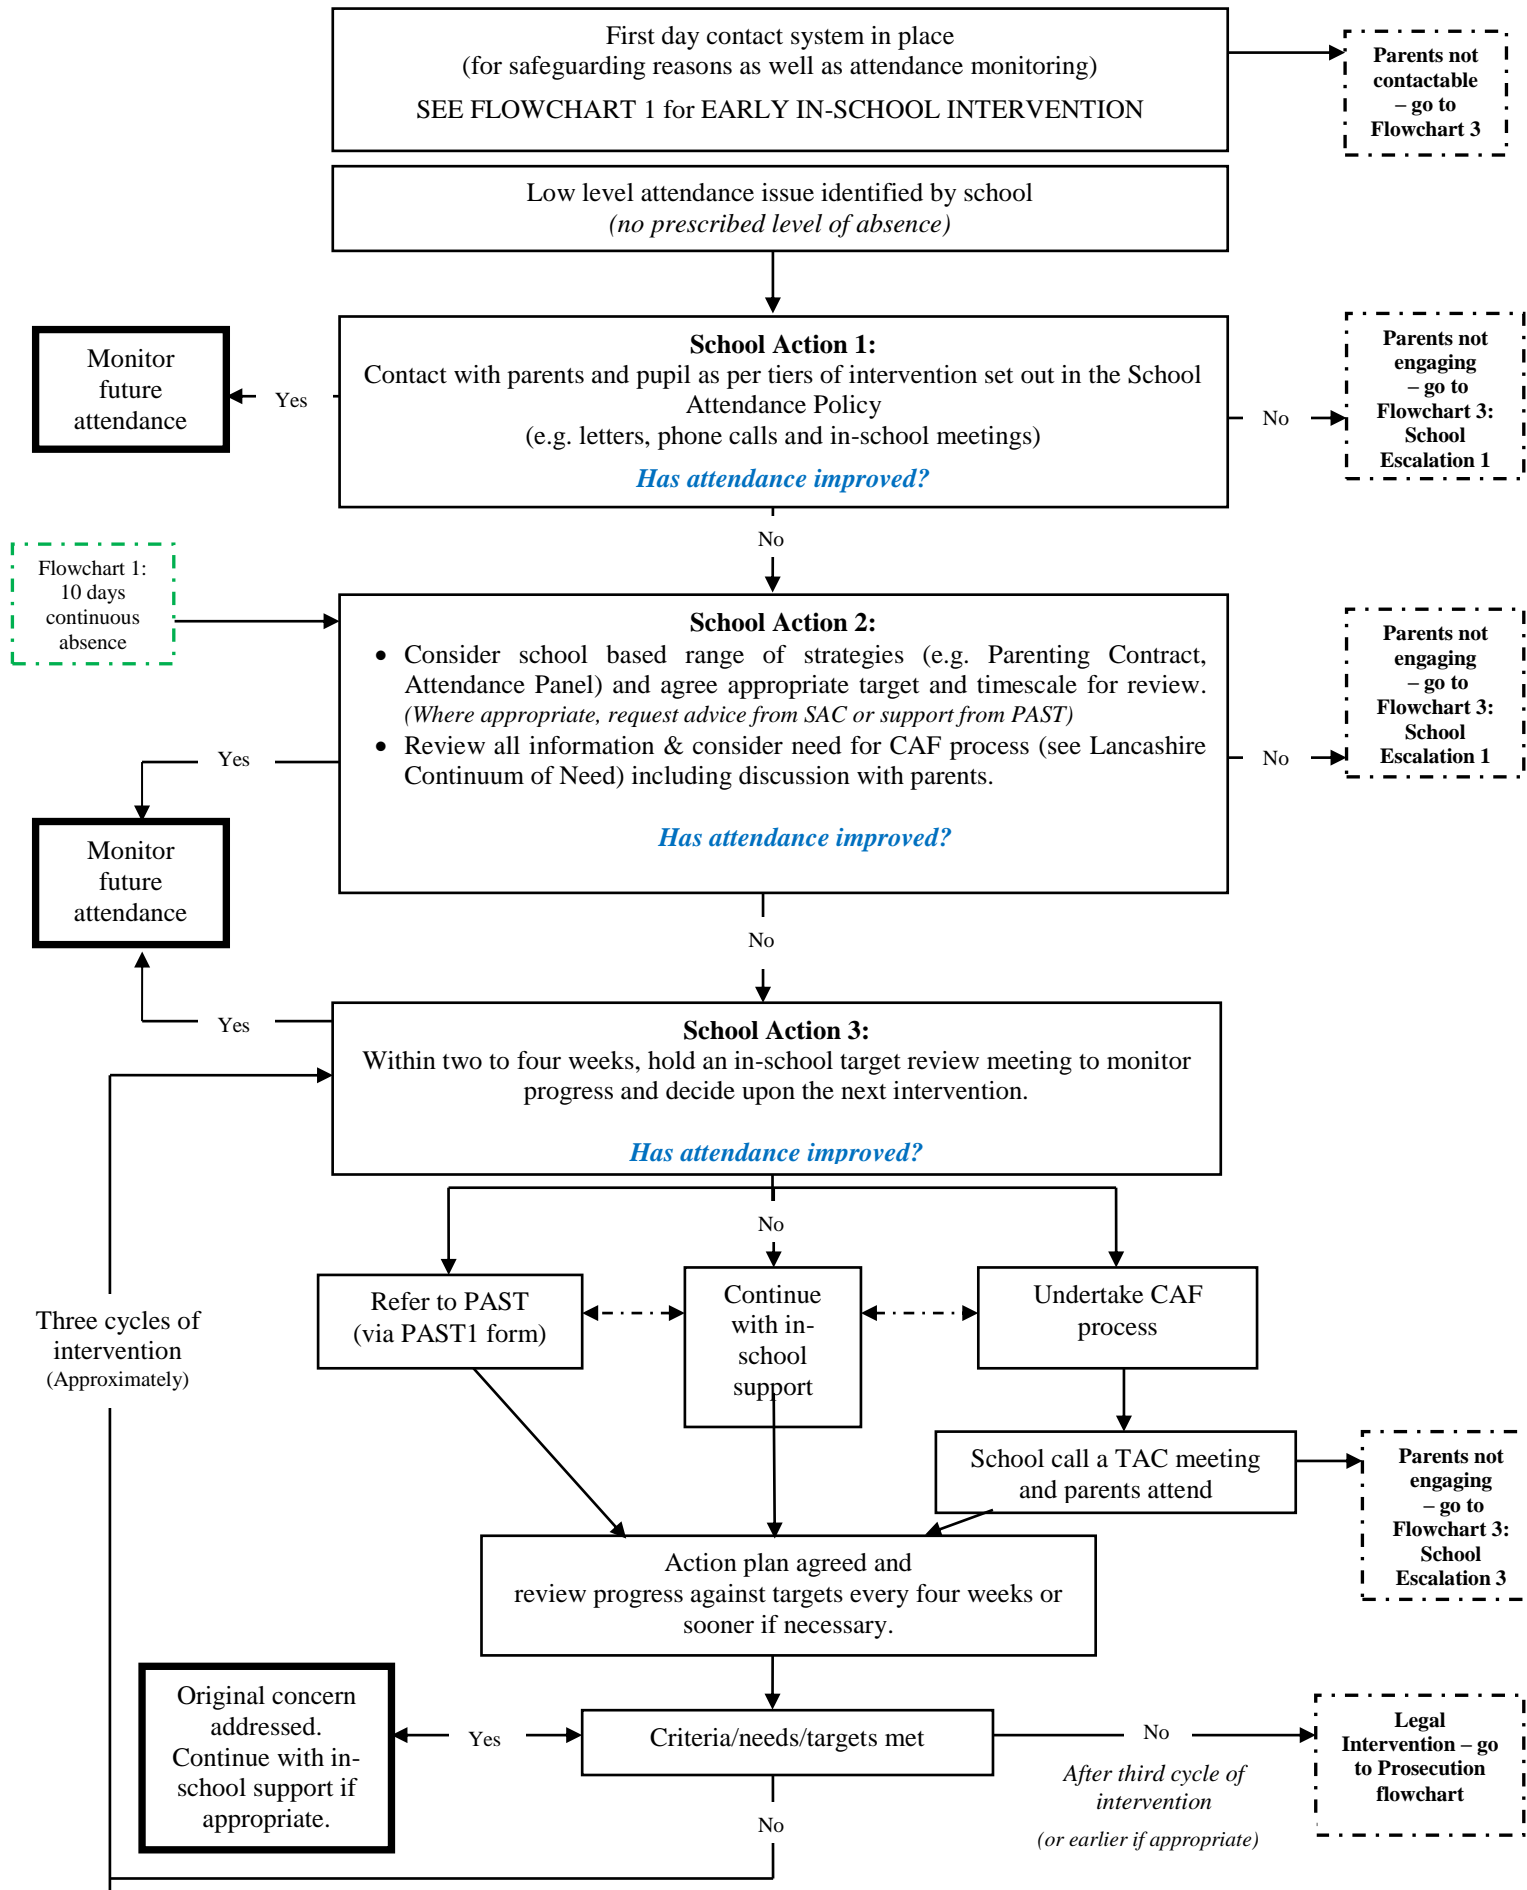 First day contact system in place
(for safeguarding reasons as well as attendance monitoring)
SEE FLOWCHART 1 for EARLY IN-SCHOOL INTERVENTION
Parents not
contactable
– go to
Flowchart 3
Low level attendance issue identified by school
(no prescribed level of absence)
Monitor
future
attendance
Yes
School Action 1:
Contact with parents and pupil as per tiers of intervention set out in the School
Attendance Policy
(e.g. letters, phone calls and in-school meetings)
Has attendance improved?
No
Parents not
engaging
– go to
Flowchart 3:
School
Escalation 1
No
Flowchart 1:
10 days
continuous
absence
School Action 2:
• Consider school based range of strategies (e.g. Parenting Contract,
Attendance Panel) and agree appropriate target and timescale for review.
(Where appropriate, request advice from SAC or support from PAST)
• Review all information & consider need for CAF process (see Lancashire
Continuum of Need) including discussion with parents.
Has attendance improved?
Yes
No
Parents not
engaging
– go to
Flowchart 3:
School
Escalation 1
Monitor
future
attendance
No
Yes
School Action 3:
Within two to four weeks, hold an in-school target review meeting to monitor
progress and decide upon the next intervention.
Has attendance improved?
No
Three cycles of
intervention
(Approximately)
Refer to PAST
(via PAST1 form)
Continue
with in-
school
support
Undertake CAF
process
School call a TAC meeting
and parents attend
Parents not
engaging
– go to
Flowchart 3:
School
Escalation 3
Action plan agreed and
review progress against targets every four weeks or
sooner if necessary.
Original concern
addressed.
Continue with in-
school support if
appropriate.
Yes
Criteria/needs/targets met
No
After third cycle of
intervention
(or earlier if appropriate)
Legal
Intervention – go
to Prosecution
flowchart
No